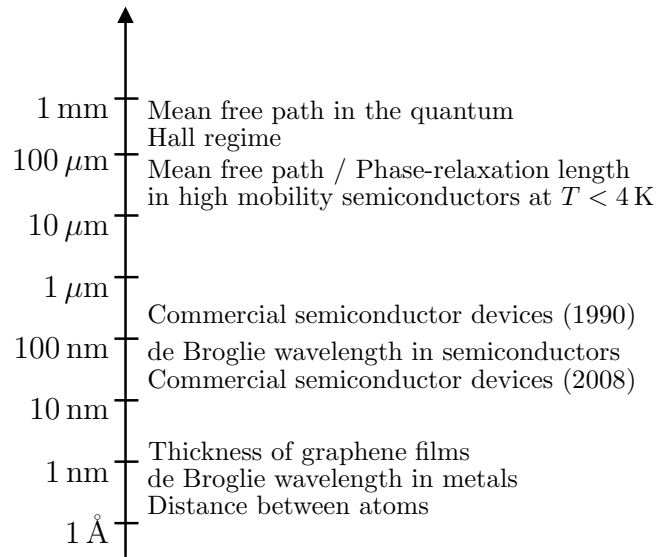 1 mm
Mean free path in the quantum
Hall regime
100 μm
Mean free path / Phase-relaxation length
in high mobility semiconductors at T < 4 K
10 μm
1 μm
Commercial semiconductor devices (1990)
100 nm
de Broglie wavelength in semiconductors
Commercial semiconductor devices (2008)
10 nm
Thickness of graphene films
1 nm
de Broglie wavelength in metals
Distance between atoms
1 Å